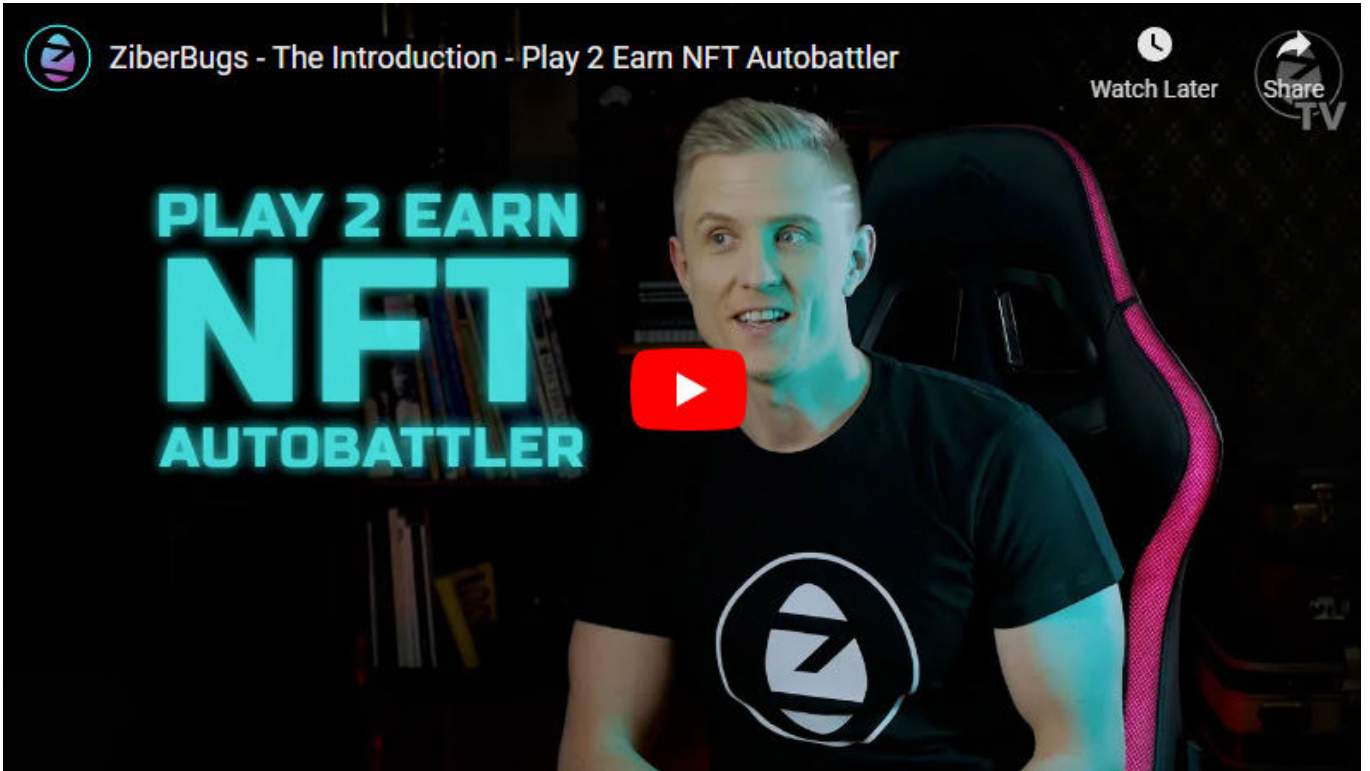 ZiberBugs - The Introduction - Play 2 Earn NFT Autobattler
Watch Later
Share
TV
PLAY 2 EARN
NFT
AUTOBATTLER
Z